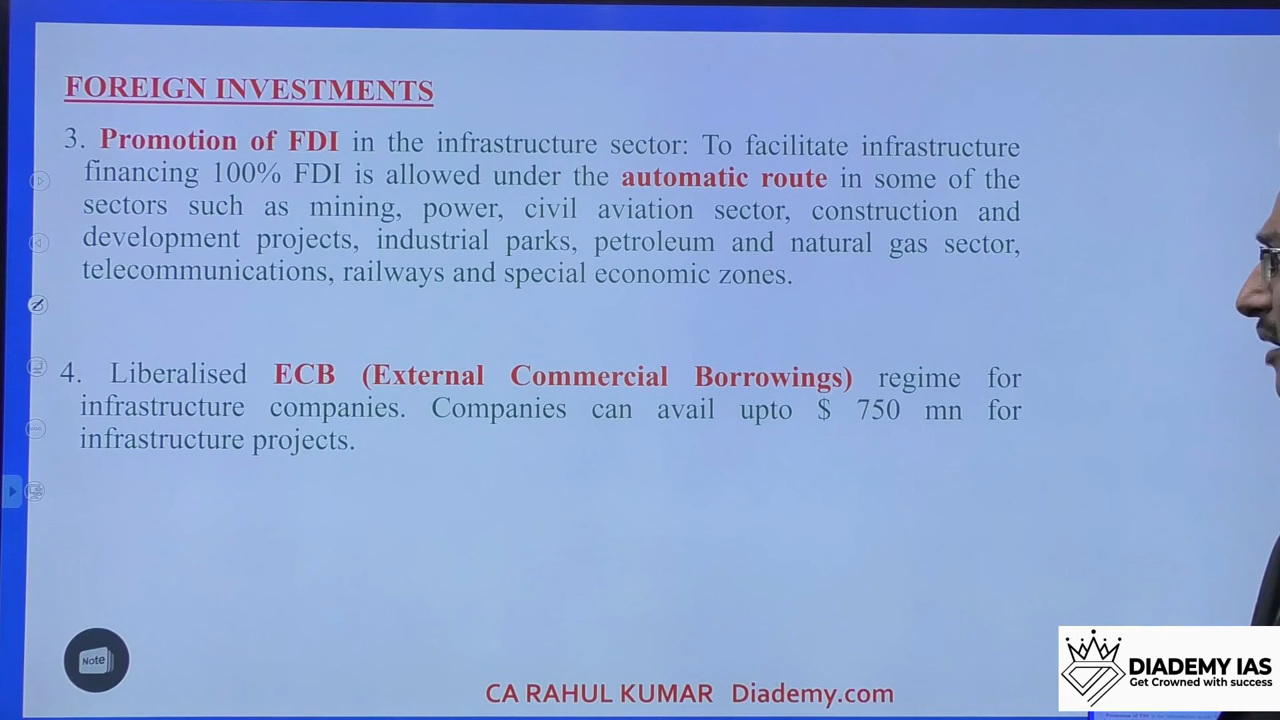 FOREIGN INVESTMENTS
3. Promotion of FDI in the infrastructure sector: To facilitate infrastructure
financing 100% FDI is allowed under the automatic route in some of the
sectors such as mining, power, civil aviation sector, construction and
development projects, industrial parks, petroleum and natural gas sector,
telecommunications, railways and special economic zones.
4. Liberalised ECB (External Commercial Borrowings) regime for
infrastructure companies. Companies can avail upto $ 750 mn for
infrastructure projects.
Note
CA RAHUL KUMAR Diademy.com
DIADEMY IAS
Get Crowned with success